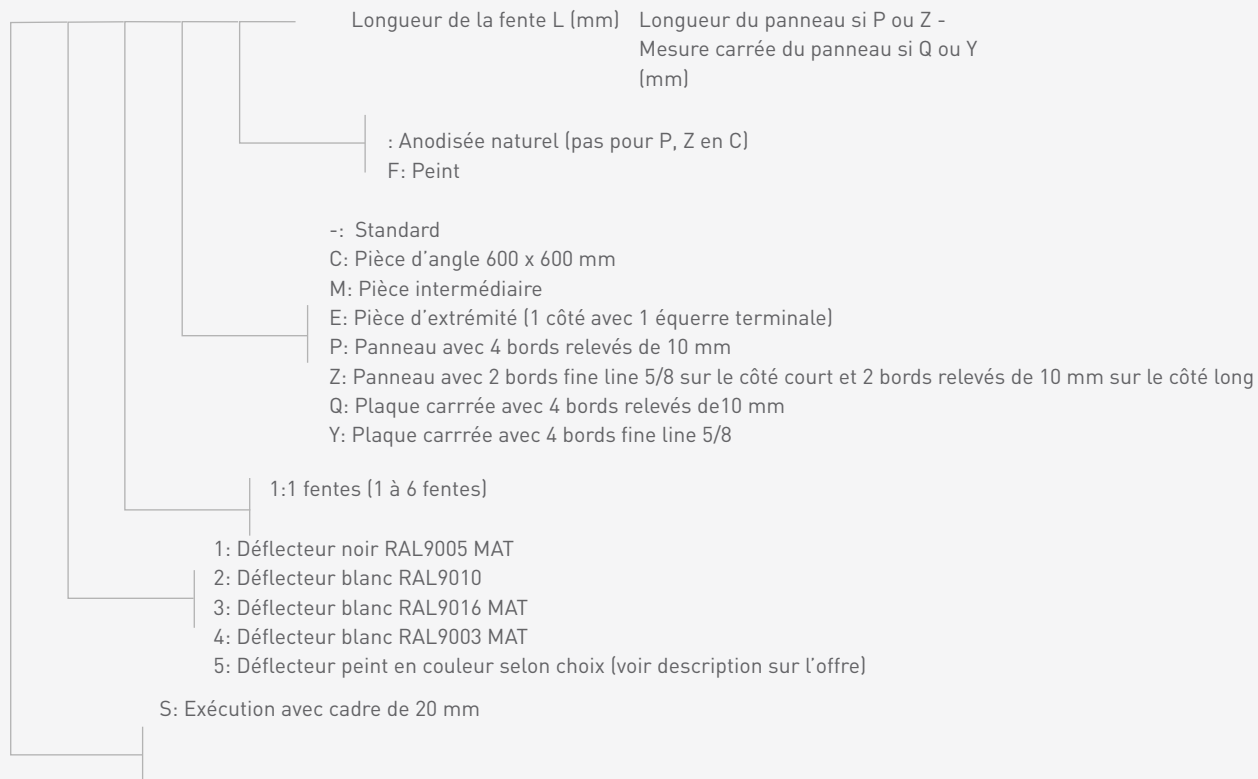 Longueur de la fente L (mm) Longueur du panneau si P ou Z -
Mesure carrée du panneau si Q ou Y
(mm)
: Anodisée naturel (pas pour P, Z en C)
F: Peint
-: Standard
C: Pièce d'angle 600 x 600 mm
M: Pièce intermédiaire
E: Pièce d'extrémité (1 côté avec 1 équerre terminale)
P: Panneau avec 4 bords relevés de 10 mm
Z: Panneau avec 2 bords fine line 5/8 sur le côté court et 2 bords relevés de 10 mm sur le côté long
Q: Plaque carrrée avec 4 bords relevés de10 mm
Y: Plaque carrrée avec 4 bords fine line 5/8
1:1 fentes (1 à 6 fentes)
1: Déflecteur noir RAL9005 MAT
2: Déflecteur blanc RAL9010
3: Déflecteur blanc RAL9016 MAT
4: Déflecteur blanc RAL9003 MAT
5: Déflecteur peint en couleur selon choix (voir description sur l'offre)
S: Exécution avec cadre de 20 mm